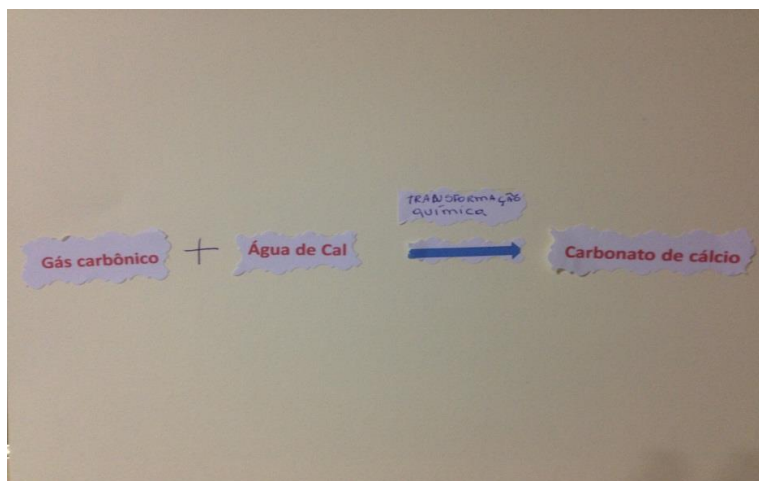 TRANSFORMAÇÃO
química
Gás carbônico + Água de Cal Carbonato de cálcio